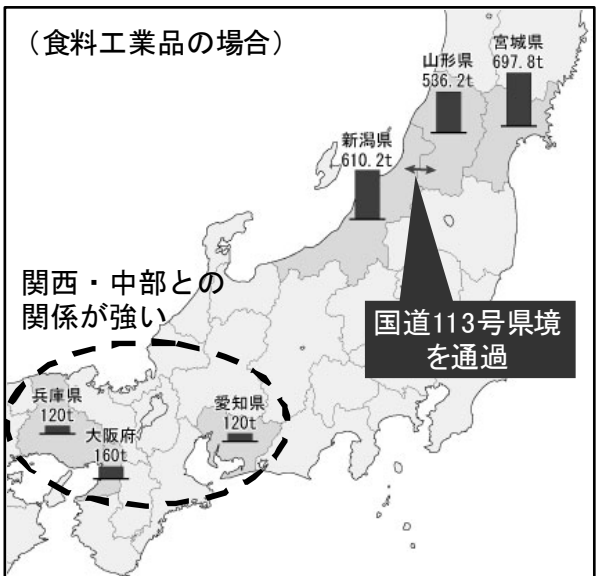 （食料工業品の場合）
宮城県
697.8t
山形県
536.2t
新潟県
610.2t
関西・中部との
関係が強い
国道113号県境
を通過
兵庫県
120t
大阪府
160t
愛知県
120t